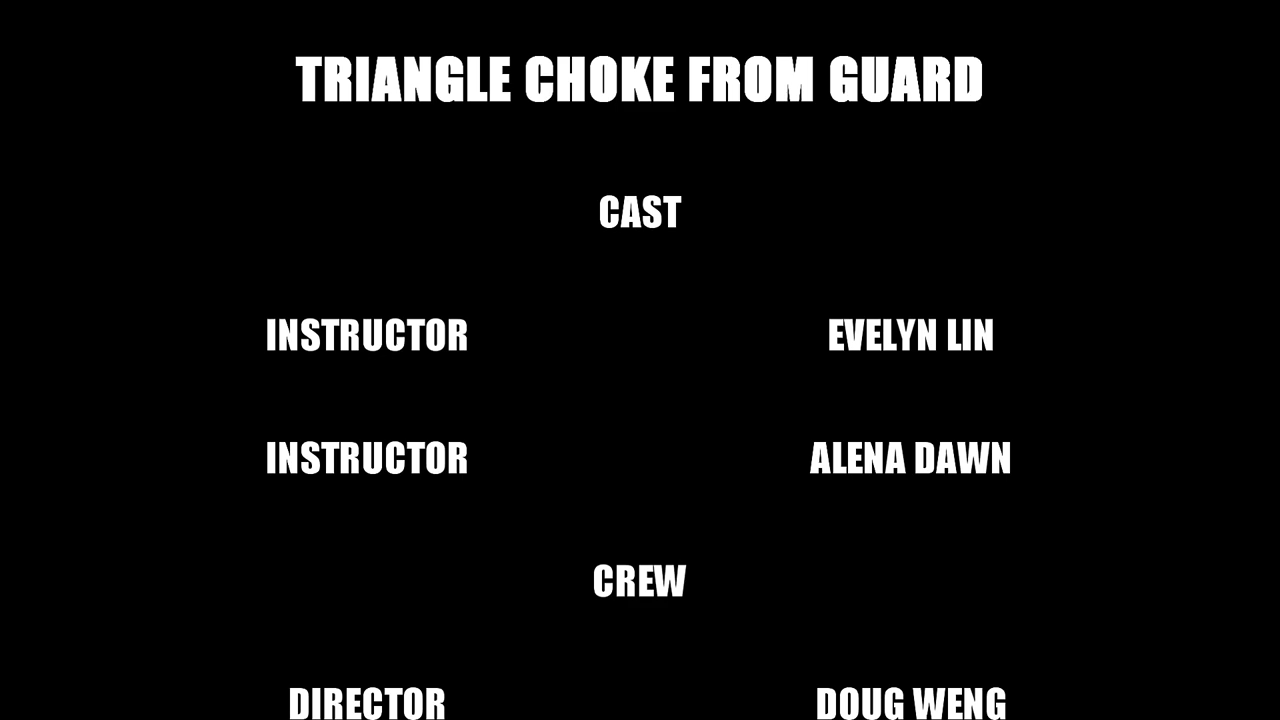 TRIANGLE CHOKE FROM GUARD
CAST
INSTRUCTOR EVELYN LIN
INSTRUCTOR ALENA DAWN
CREW
DIRECTOR DOUG WENG